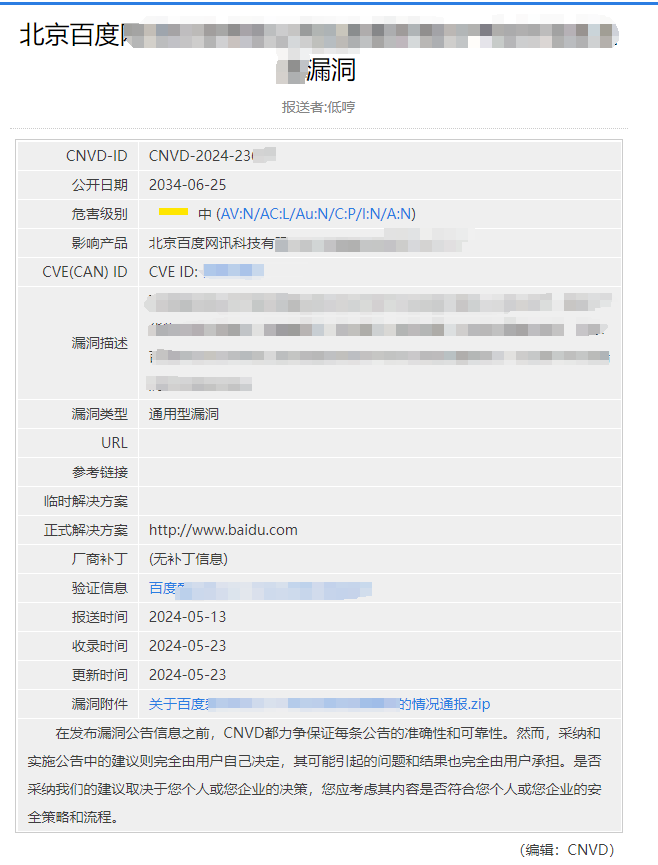 北京百度
漏洞
报送者:低哼
CNVD-ID CNVD-2024-23
公开日期 2034-06-25
危害级别 中 (AV:N/AC:L/Au:N/C:P/I:N/A:N)
影响产品 北京百度网讯科技有
CVE(CAN) ID CVE ID:
漏洞描述
漏洞类型 通用型漏洞
URL
参考链接
临时解决方案
正式解决方案 http://www.baidu.com
厂商补丁 (无补丁信息)
验证信息 百度
报送时间 2024-05-13
收录时间 2024-05-23
更新时间 2024-05-23
漏洞附件 关于百度 的情况通报.zip
在发布漏洞公告信息之前，CNVD都力争保证每条公告的准确性和可靠性。然而，采纳和
实施公告中的建议则完全由用户自己决定，其可能引起的问题和结果也完全由用户承担。是否
采纳我们的建议取决于您个人或您企业的决策，您应考虑其内容是否符合您个人或您企业的安
全策略和流程。
（编辑：CNVD）